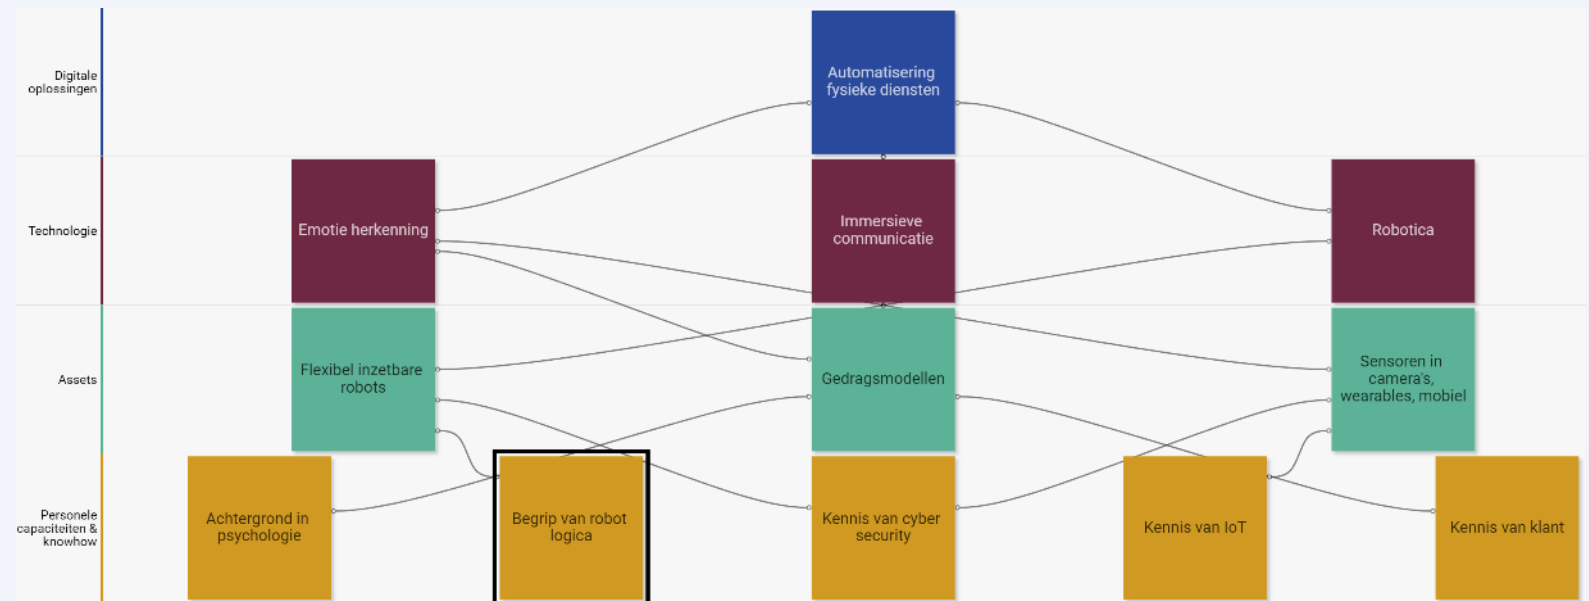 Digitale
oplossingen
Automatisering
fysieke diensten
Technologie
Emotie herkenning
Immersieve
communicatie
Robotica
Assets
Flexibel inzetbare
robots
Gedragsmodellen
Sensoren in
camera's,
wearables, mobiel
Personele
capaciteiten &
knowhow
Achtergrond in
psychologie
Begrip van robot
logica
Kennis van cyber
security
Kennis van IoT
Kennis van klant